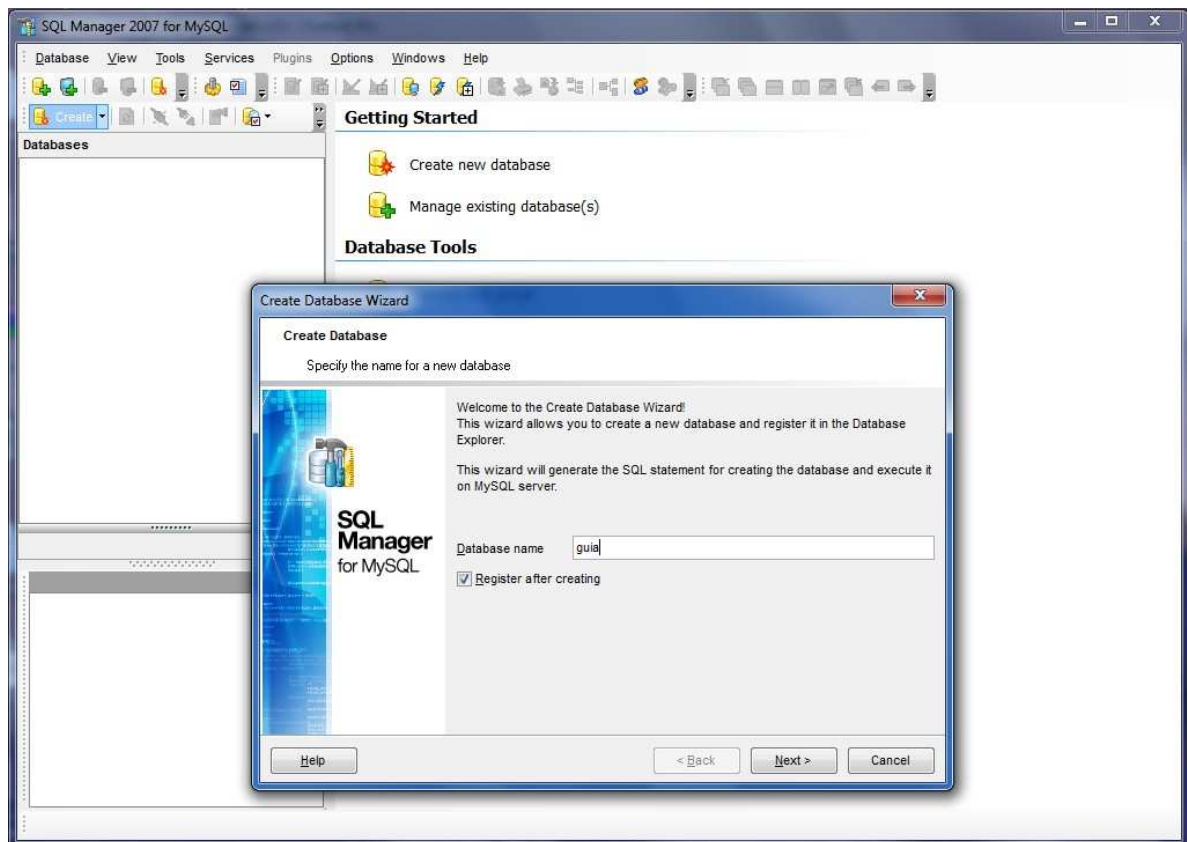 SQL Manager 2007 for MySQL
Database View Tools Services Plugins Options Windows Help
Create
Databases
Getting Started
Create new database
Manage existing database(s)
Database Tools
Create Database Wizard
Create Database
Specify the name for a new database
Welcome to the Create Database Wizard!
This wizard allows you to create a new database and register it in the Database
Explorer.
This wizard will generate the SQL statement for creating the database and execute it
on MySQL server.
SQL
Manager
for MySQL
Database name guia
Register after creating
Help < Back Next > Cancel